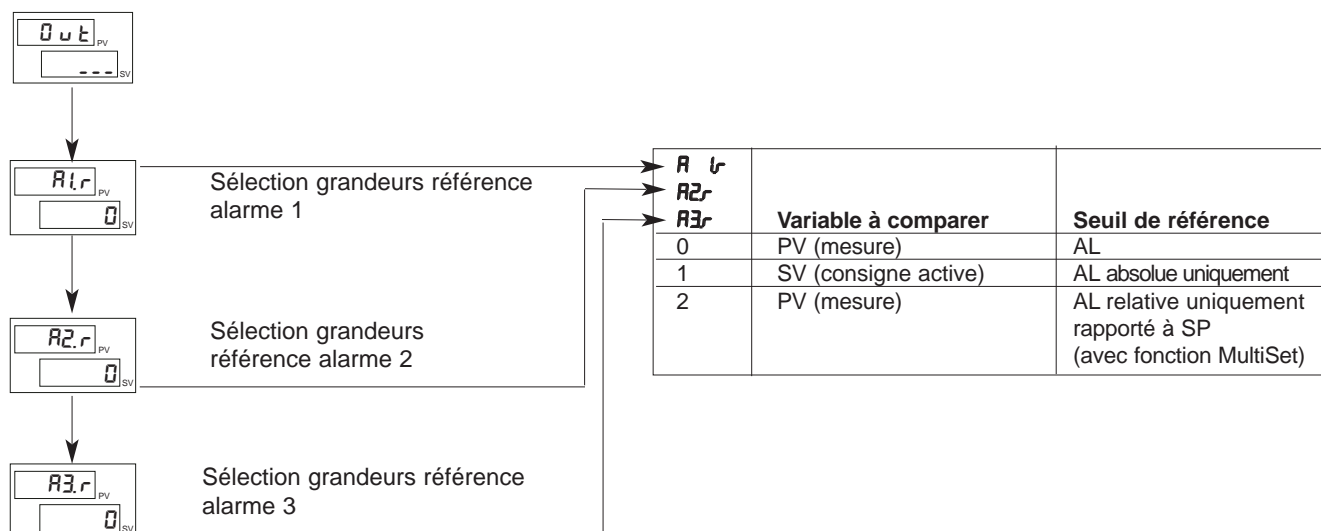 Out PV
--- SV
A1.r PV
0 SV
Sélection grandeurs référence
alarme 1
A2.r PV
0 SV
Sélection grandeurs
référence alarme 2
A3.r PV
0 SV
Sélection grandeurs référence
alarme 3
A1r
A2r
A3r Variable à comparer Seuil de référence
0 PV (mesure) AL
1 SV (consigne active) AL absolue uniquement
2 PV (mesure) AL relative uniquement
rapporté à SP
(avec fonction MultiSet)